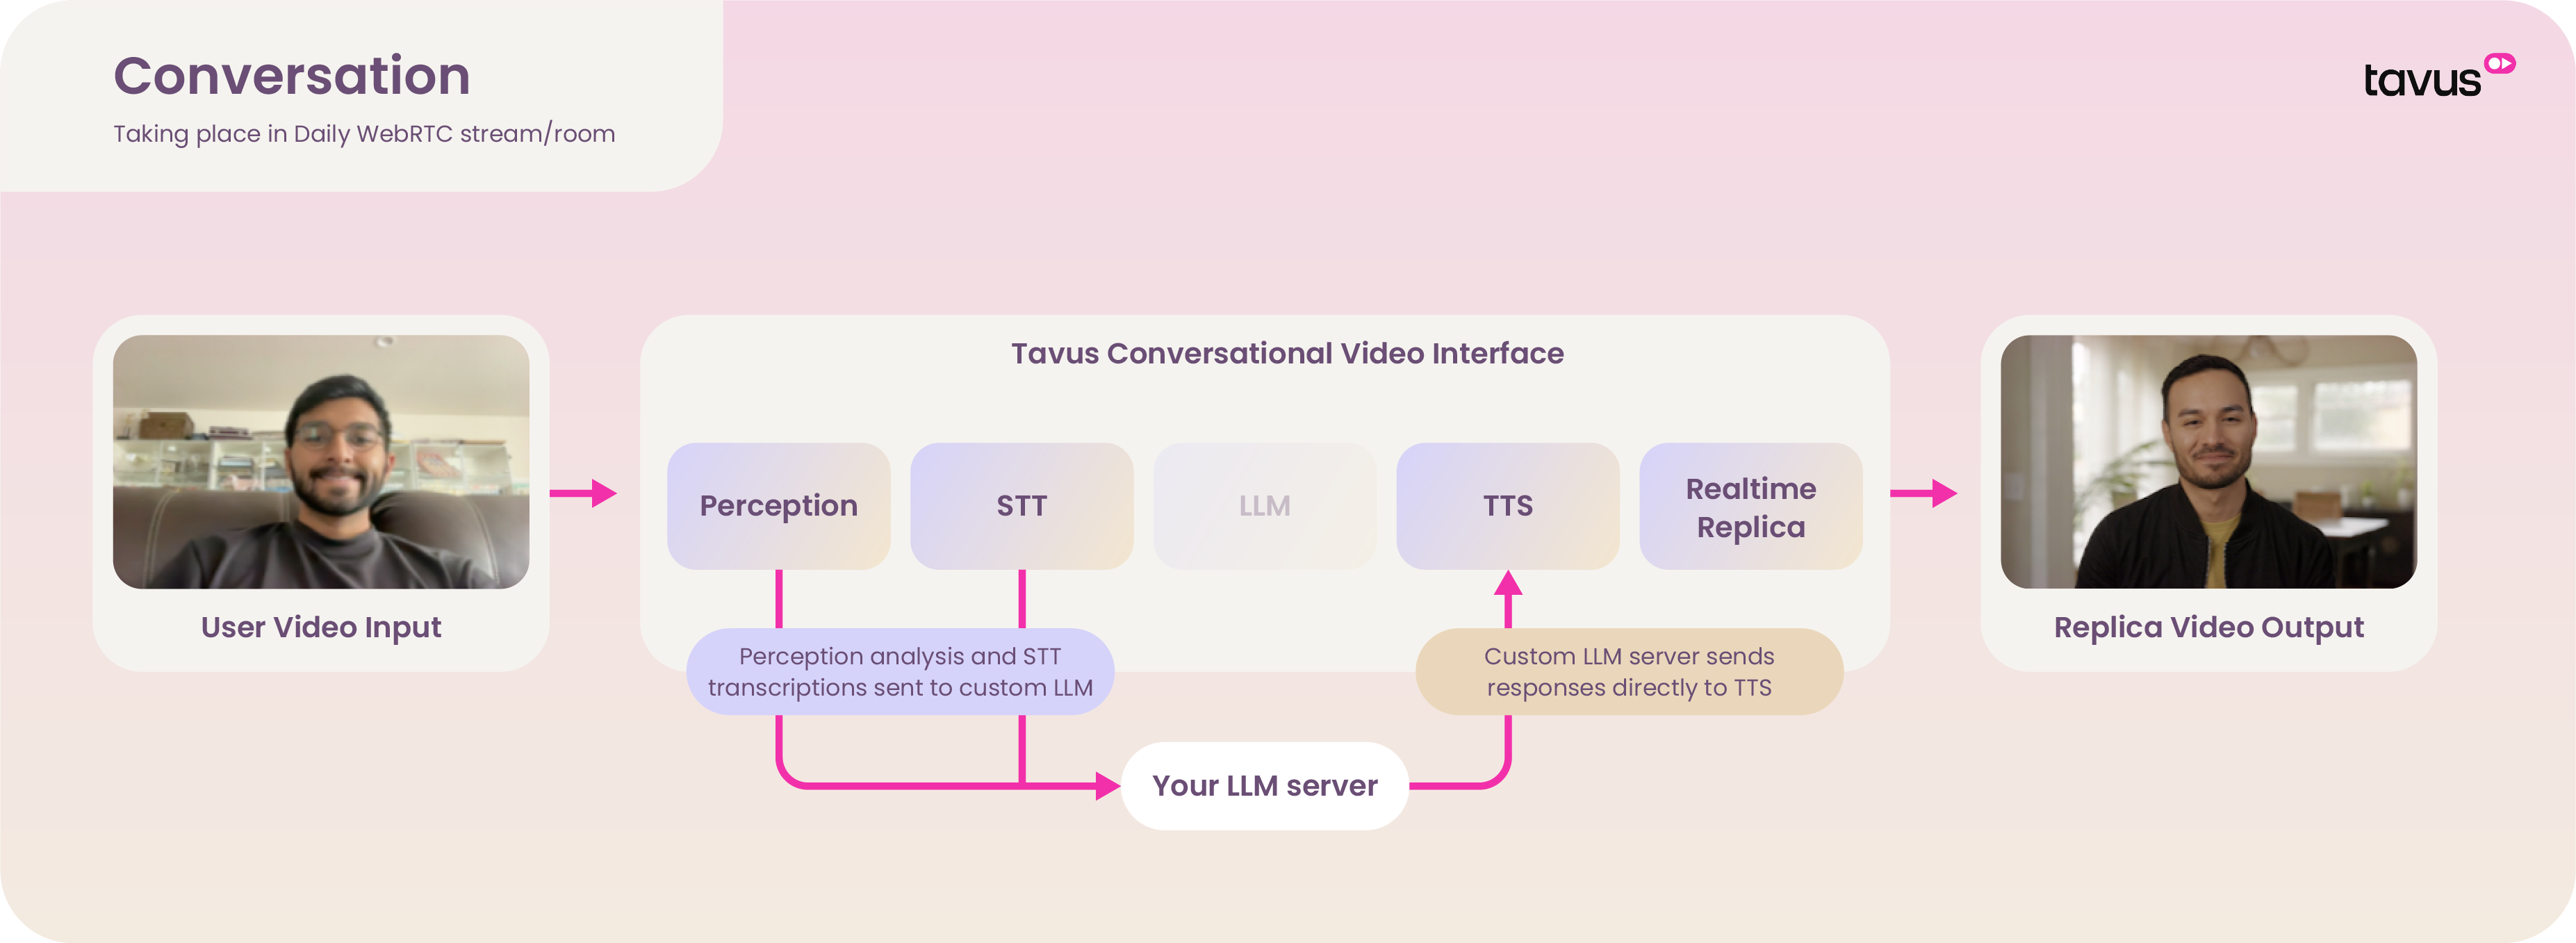 Conversation
Taking place in Daily WebRTC stream/room
tavus
Tavus Conversational Video Interface
Perception
STT
LLM
TTS
Realtime
Replica
User Video Input
Replica Video Output
Perception analysis and STT
transcriptions sent to custom LLM
Custom LLM server sends
responses directly to TTS
Your LLM server